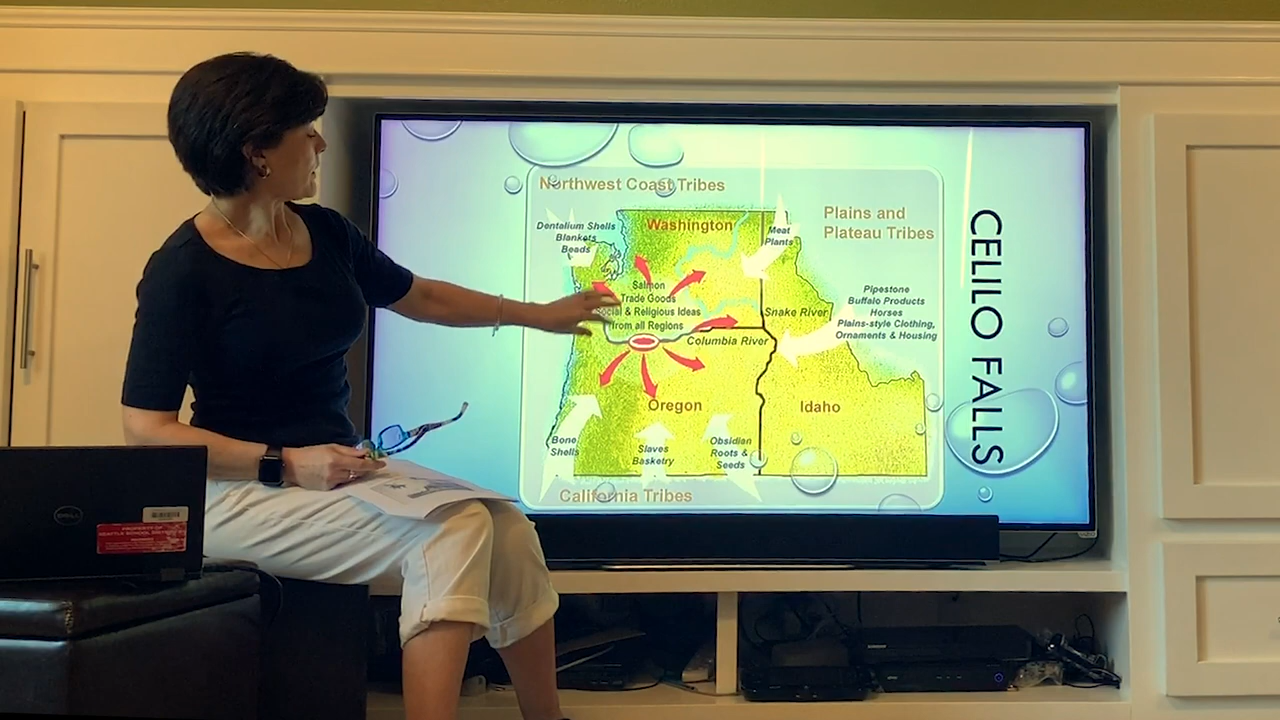 Northwest Coast Tribes
Dentalium Shells
Blankets
Beads
Washington
Meat
Plants
Plains and
Plateau Tribes
Salmon
Trade Goods
Social & Religious Ideas
from all Regions
Pipestone
Buffalo Products
Horses
Plains-style Clothing,
Ornaments & Housing
Snake River
Columbia River
Oregon
Idaho
Bone
Shells
Slaves
Basketry
Obsidian
Roots &
Seeds
California Tribes
CELILO FALLS
DELL
PROPERTY OF
SEATTLE SCHOOL DISTRICT